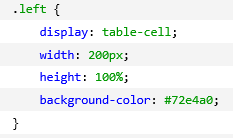 .left {
    display: table-cell;
    width: 200px;
    height: 100%;
    background-color: #72e4a0;
}